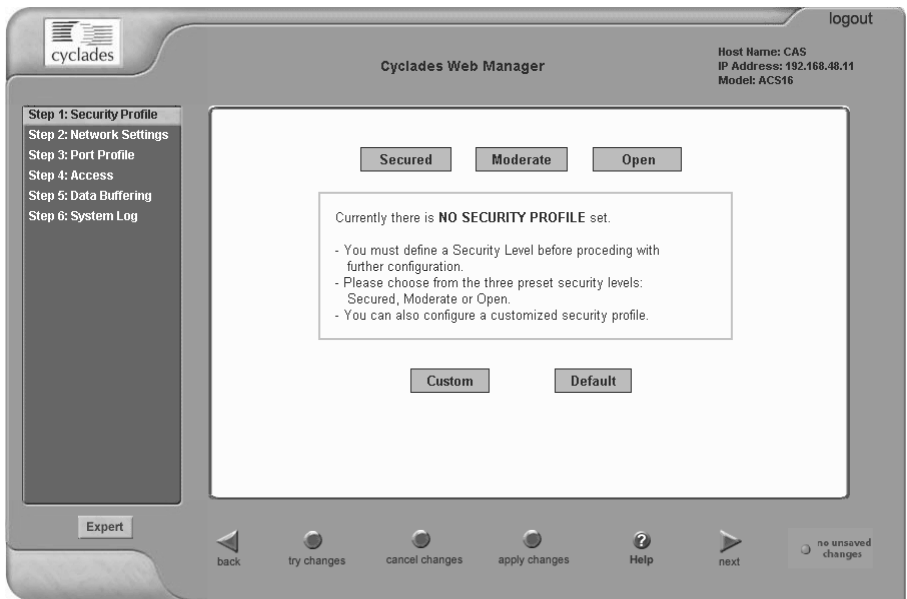 logout
cyclades
Cyclades Web Manager
Host Name: CAS
IP Address: 192.168.48.11
Model: ACS16
Step 1: Security Profile
Step 2: Network Settings
Step 3: Port Profile
Step 4: Access
Step 5: Data Buffering
Step 6: System Log
Secured Moderate Open
Currently there is NO SECURITY PROFILE set.
- You must define a Security Level before proceding with
further configuration.
- Please choose from the three preset security levels:
Secured, Moderate or Open.
- You can also configure a customized security profile.
Custom Default
Expert
back try changes cancel changes apply changes Help next
no unsaved
changes